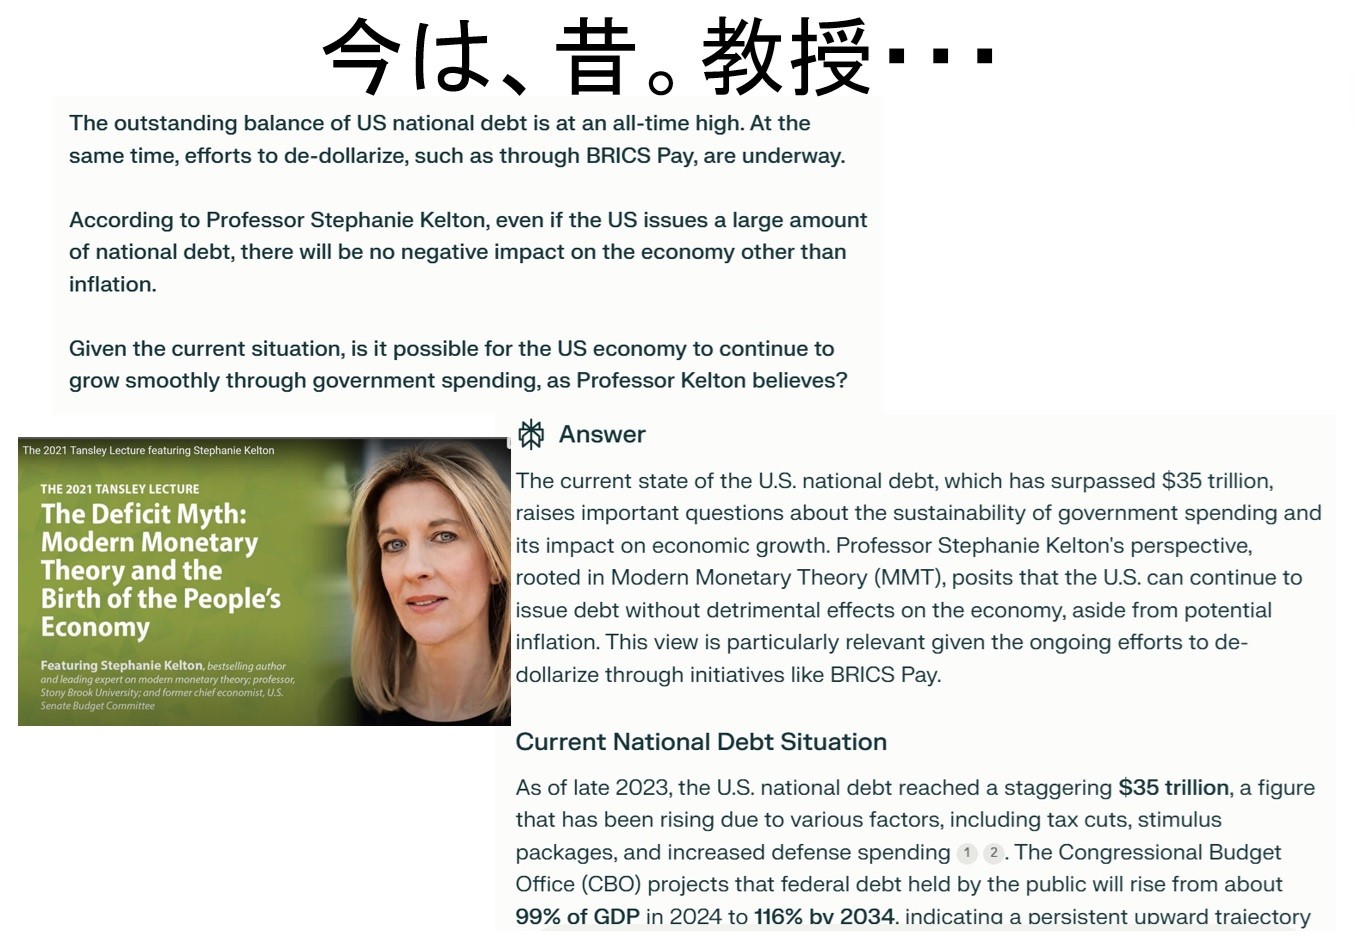 今は、昔。教授・・・
The outstanding balance of US national debt is at an all-time high. At the
same time, efforts to de-dollarize, such as through BRICS Pay, are underway.
According to Professor Stephanie Kelton, even if the US issues a large amount
of national debt, there will be no negative impact on the economy other than
inflation.
Given the current situation, is it possible for the US economy to continue to
grow smoothly through government spending, as Professor Kelton believes?
The 2021 Tansley Lecture featuring Stephanie Kelton
THE 2021 TANSLEY LECTURE
The Deficit Myth:
Modern Monetary
Theory and the
Birth of the People's
Economy
Featuring Stephanie Kelton, bestselling author
and leading expert on modern monetary theory; professor,
Stony Brook University; and former chief economist, U.S.
Senate Budget Committee
Answer
The current state of the U.S. national debt, which has surpassed $35 trillion,
raises important questions about the sustainability of government spending and
its impact on economic growth. Professor Stephanie Kelton's perspective,
rooted in Modern Monetary Theory (MMT), posits that the U.S. can continue to
issue debt without detrimental effects on the economy, aside from potential
inflation. This view is particularly relevant given the ongoing efforts to de-
dollarize through initiatives like BRICS Pay.
Current National Debt Situation
As of late 2023, the U.S. national debt reached a staggering $35 trillion, a figure
that has been rising due to various factors, including tax cuts, stimulus
packages, and increased defense spending 1 2. The Congressional Budget
Office (CBO) projects that federal debt held by the public will rise from about
99% of GDP in 2024 to 116% by 2034, indicating a persistent upward trajectory